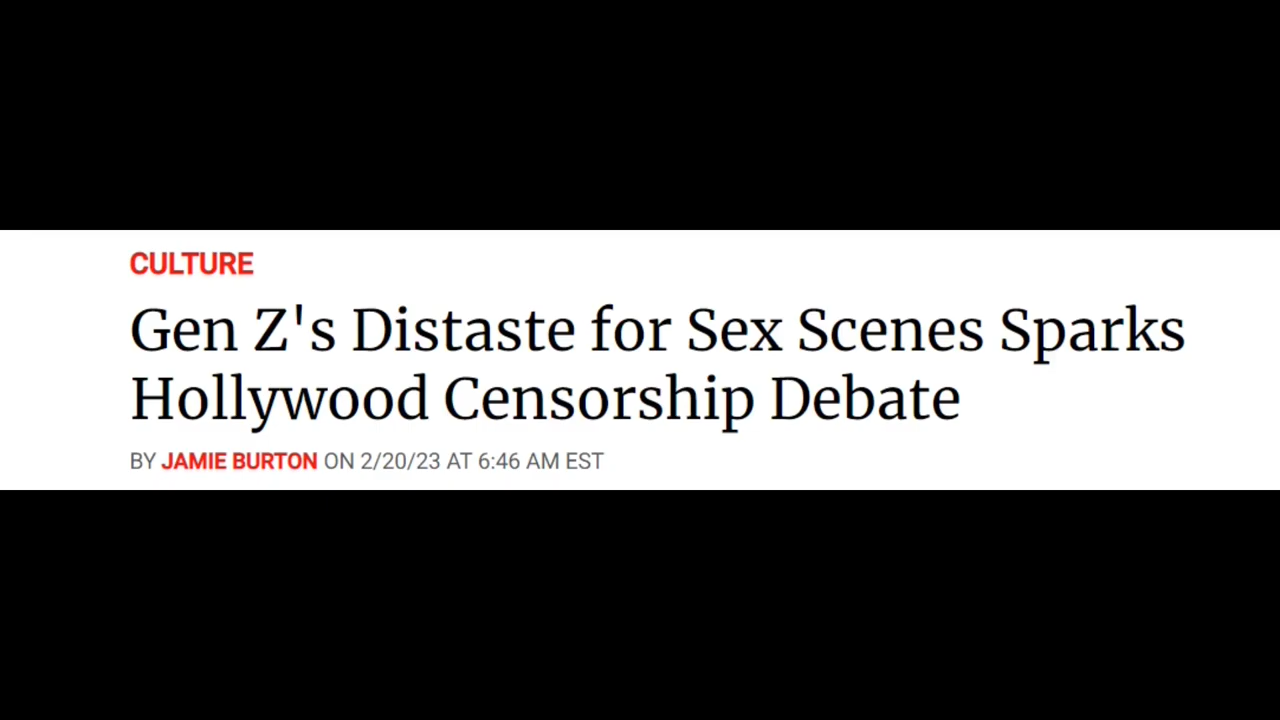 CULTURE
Gen Z's Distaste for Sex Scenes Sparks
Hollywood Censorship Debate
BY JAMIE BURTON ON 2/20/23 AT 6:46 AM EST